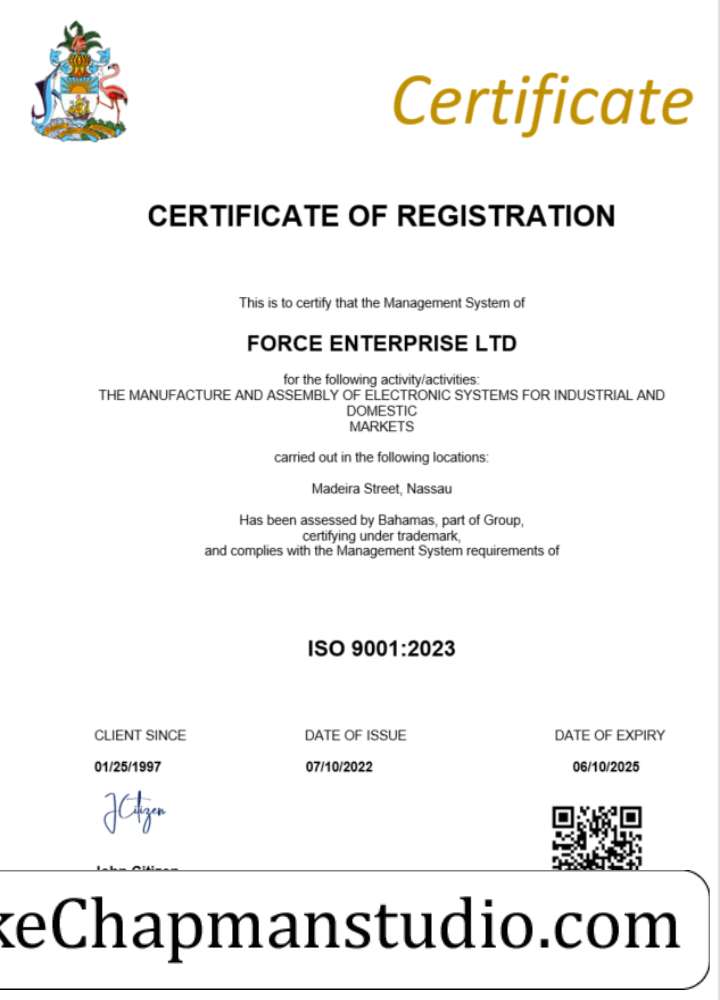 Certificate
CERTIFICATE OF REGISTRATION
This is to certify that the Management System of
FORCE ENTERPRISE LTD
for the following activity/activities:
THE MANUFACTURE AND ASSEMBLY OF ELECTRONIC SYSTEMS FOR INDUSTRIAL AND
DOMESTIC
MARKETS
carried out in the following locations:
Madeira Street, Nassau
Has been assessed by Bahamas, part of Group,
certifying under trademark,
and complies with the Management System requirements of
ISO 9001:2023
CLIENT SINCE DATE OF ISSUE DATE OF EXPIRY
01/25/1997 07/10/2022 06/10/2025
JCitizen
John Citizen
keChapmanstudio.com